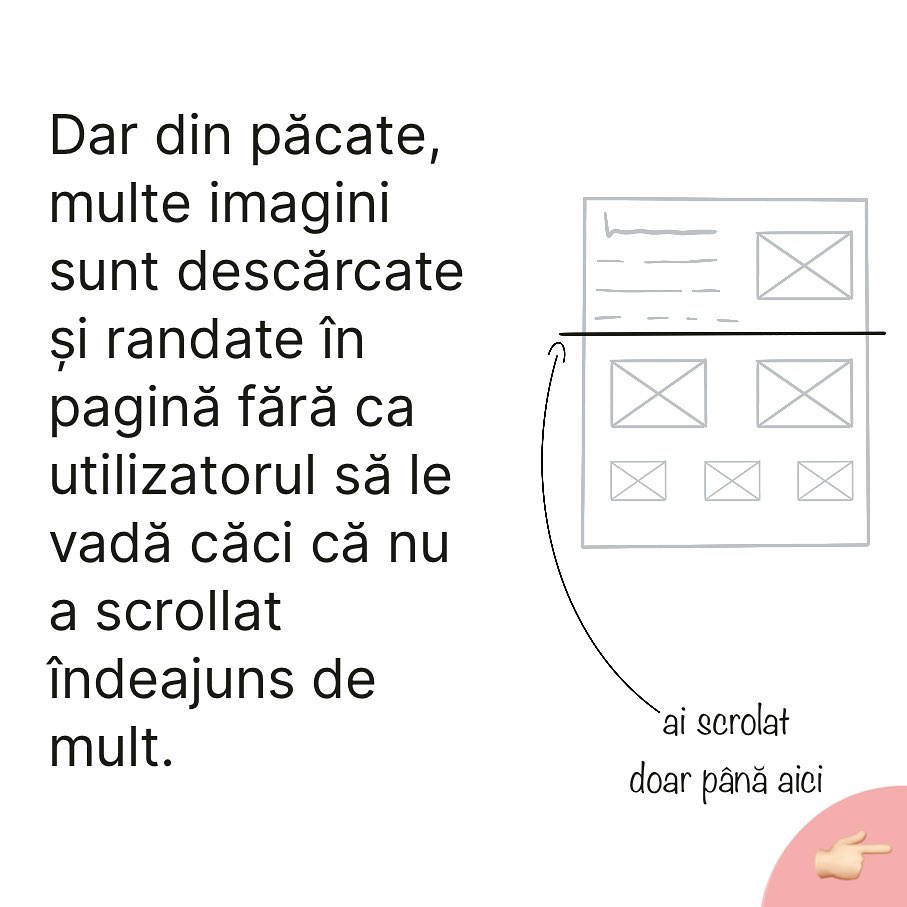 Dar din păcate,
multe imagini
sunt descărcate
și randate în
pagină fără ca
utilizatorul să le
vadă căci că nu
a scrollat
îndeajuns de
mult.
ai scrolat
doar până aici